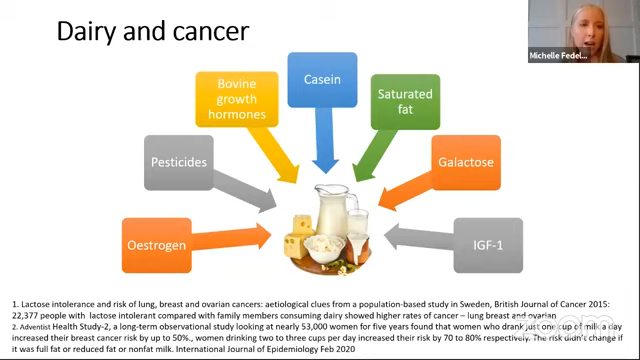 Dairy and cancer
Michelle Fedel...
Casein
Bovine
growth
hormones
Saturated
fat
Pesticides
Galactose
Oestrogen
IGF-1
1. Lactose intolerance and risk of lung, breast and ovarian cancers: aetiological clues from a population-based study in Sweden, British Journal of Cancer 2015:
22,377 people with lactose intolerant compared with family members consuming dairy showed higher rates of cancer – lung breast and ovarian
2. Adventist Health Study-2, a long-term observational study looking at nearly 53,000 women for five years found that women who drank just 1 cup of milk a day
increased their breast cancer risk by up to 50%., women drinking two to three cups per day increased their risk by 70 to 80% respectively. The risk didn't change if
it was full fat or reduced fat or nonfat milk. International Journal of Epidemiology Feb 2020
zoom